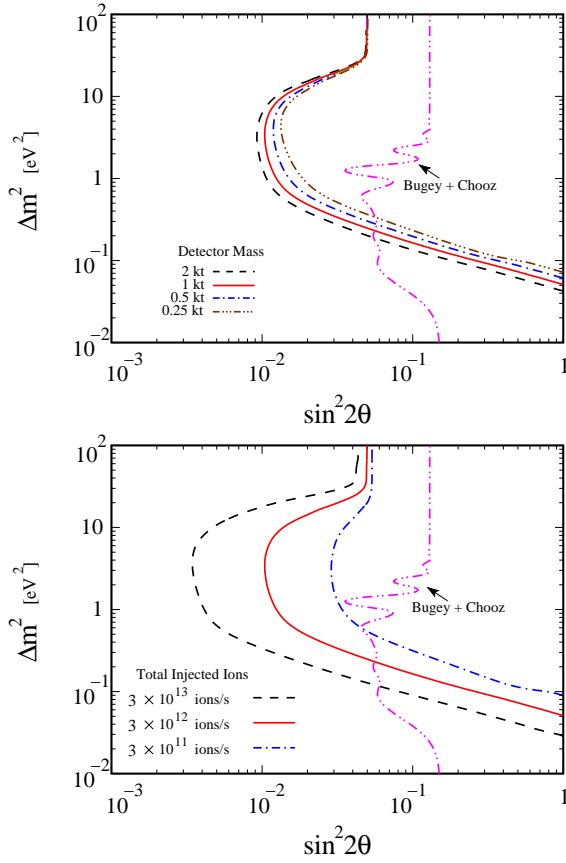 10²
10
1
10⁻¹
10⁻²
Δm² [eV²]
Bugey + Chooz
Detector Mass
2 kt
1 kt
0.5 kt
0.25 kt
10⁻³ 10⁻² 10⁻¹ 1
sin²2θ
10²
10
1
10⁻¹
10⁻²
Δm² [eV²]
Bugey + Chooz
Total Injected Ions
3 × 10¹³ ions/s
3 × 10¹² ions/s
3 × 10¹¹ ions/s
10⁻³ 10⁻² 10⁻¹ 1
sin²2θ